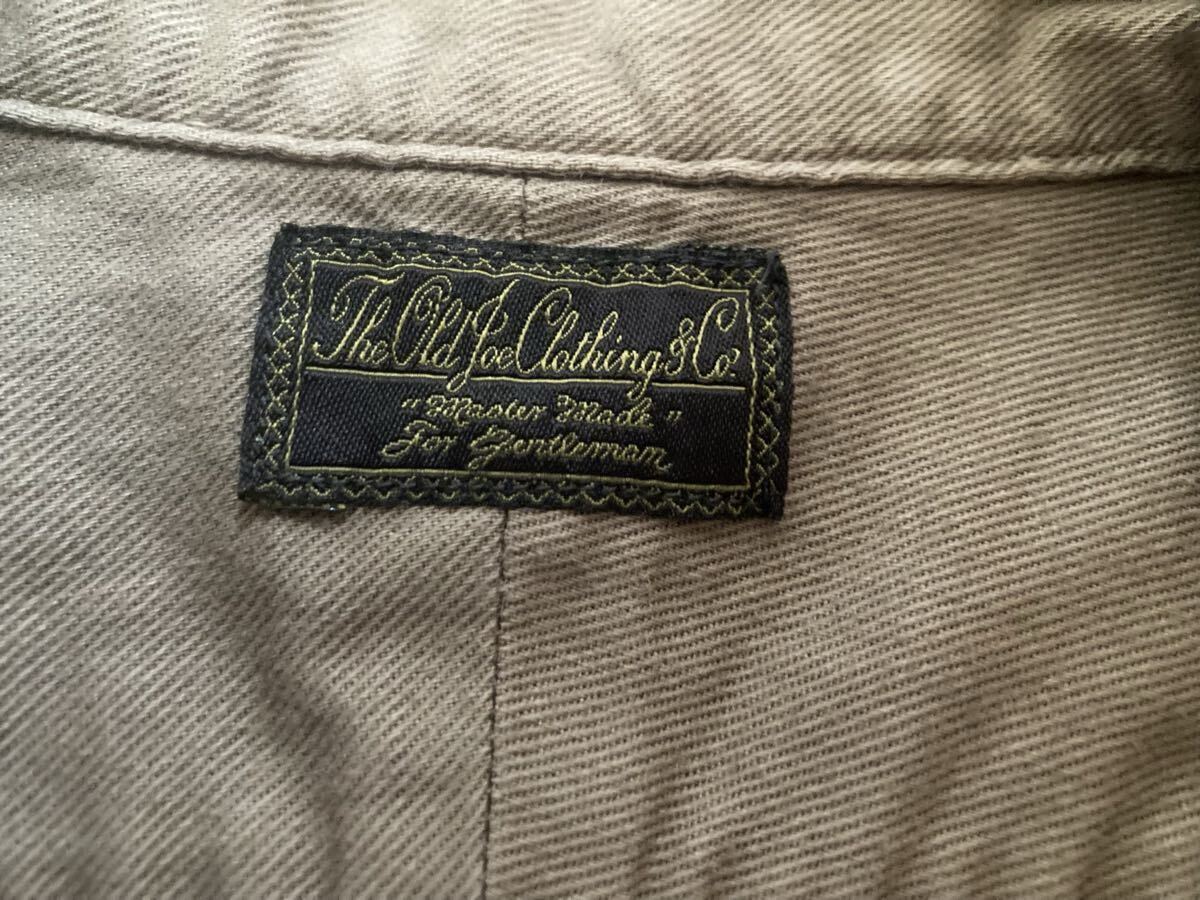 The Old Joe Clothing & Co
"Master Made"
For Gentleman